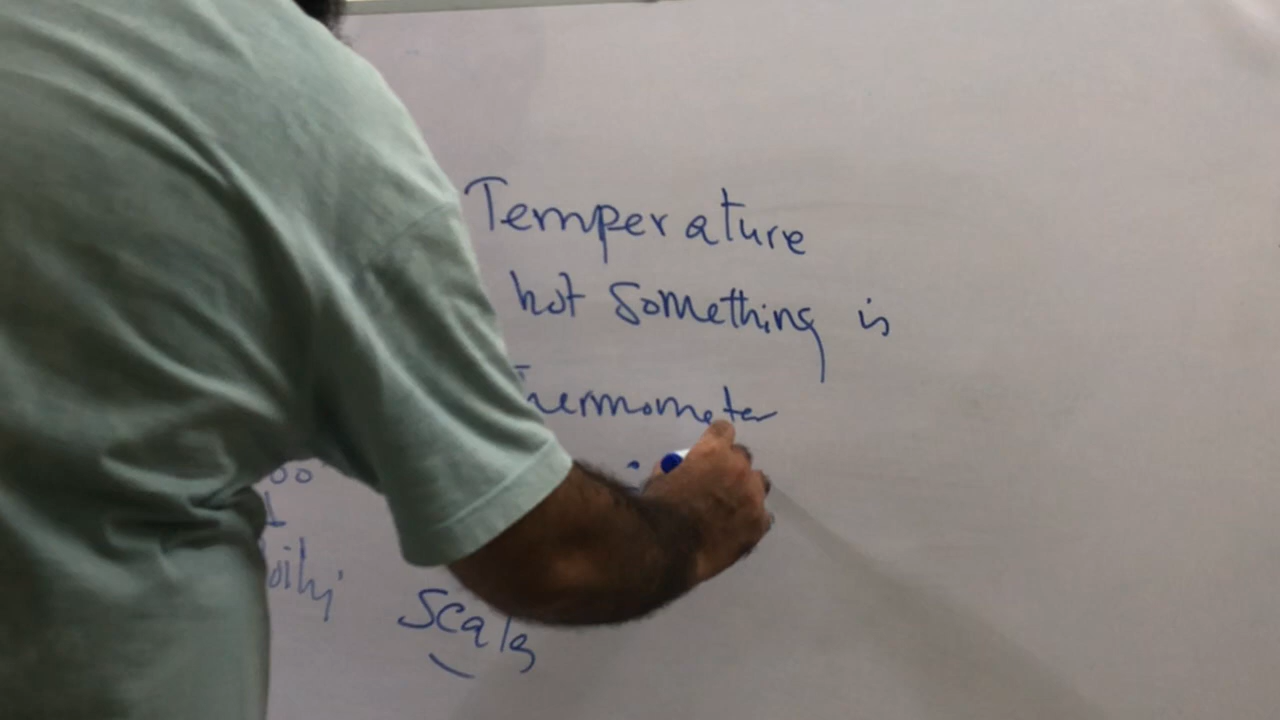 Temperature
hot something is
Thermometer
Scale